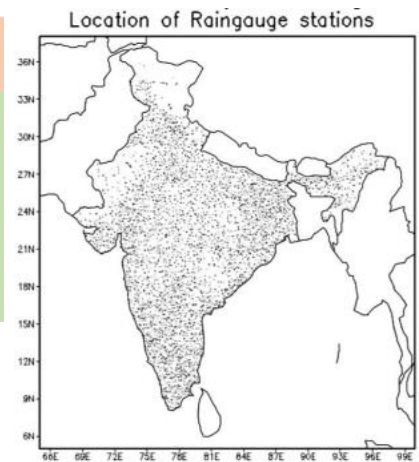 Location of Raingauge stations
36N
33N
30N
27N
24N
21N
18N
15N
12N
9N
6N
66E 69E 72E 75E 78E 81E 84E 87E 90E 93E 96E 99E